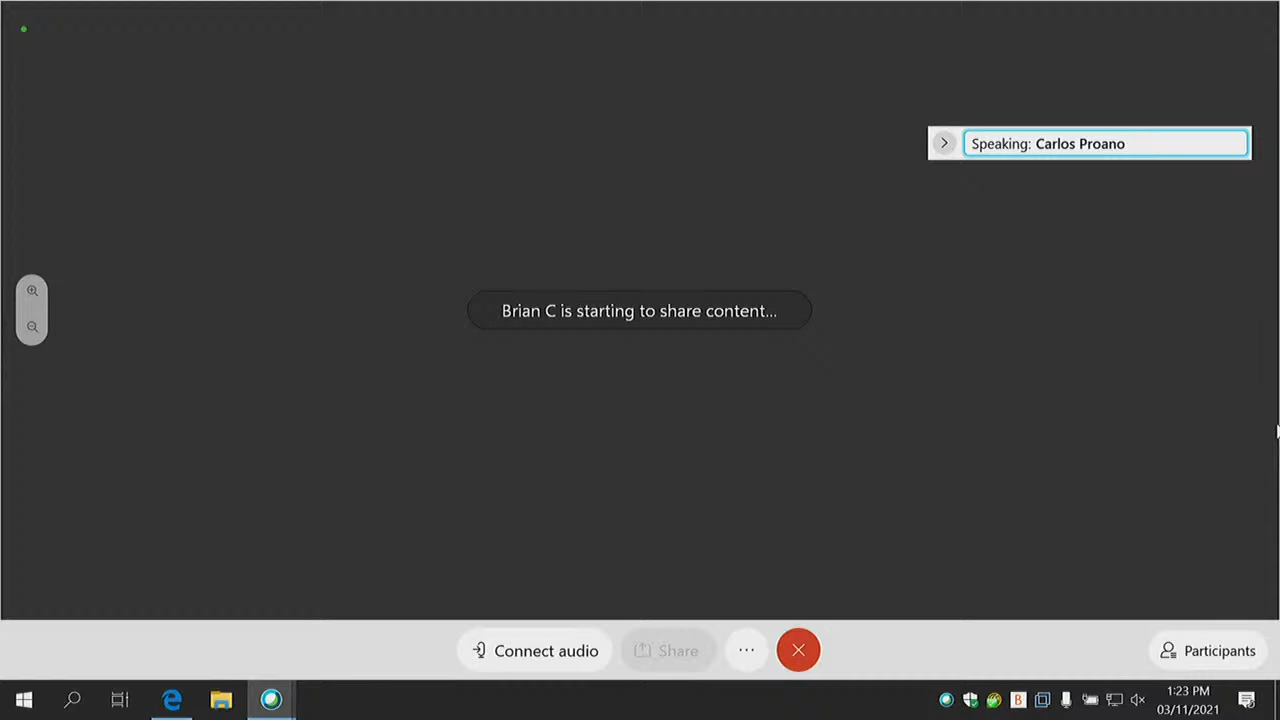 Speaking: Carlos Proano
Brian C is starting to share content...
Connect audio
Share
Participants
B
1:23 PM
03/11/2021